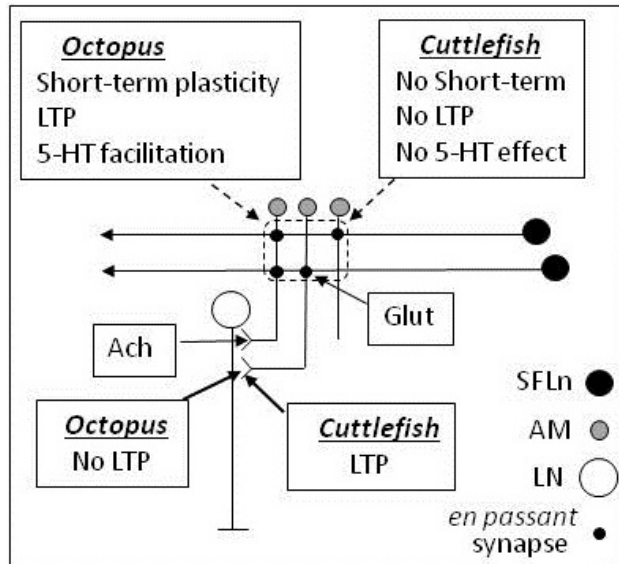 Octopus
Short-term plasticity
LTP
5-HT facilitation
Cuttlefish
No Short-term
No LTP
No 5-HT effect
Glut
Ach
Octopus
No LTP
Cuttlefish
LTP
SFLn
AM
LN
en passant
synapse